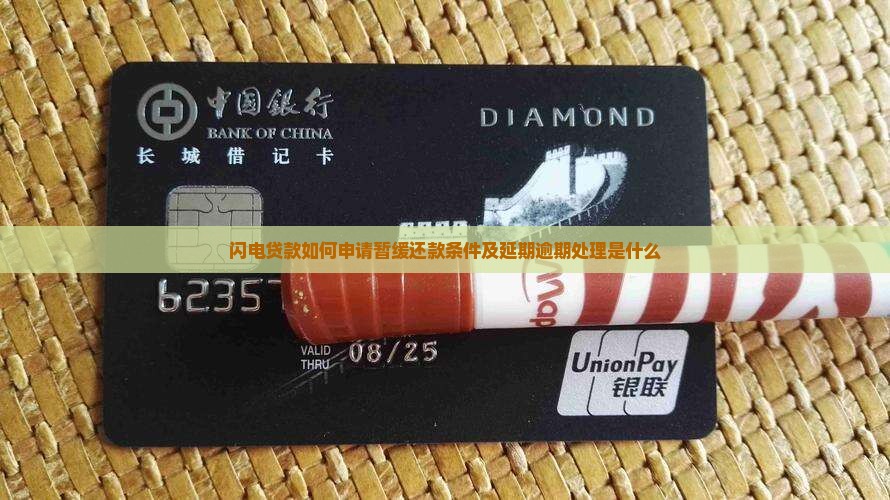 中国銀行
BANK OF CHINA
长城借记卡
DIAMOND
闪电贷款如何申请暂缓还款条件及延期逾期处理是什么
6235
Wap
VALID THRU 08/25
UnionPay
银联